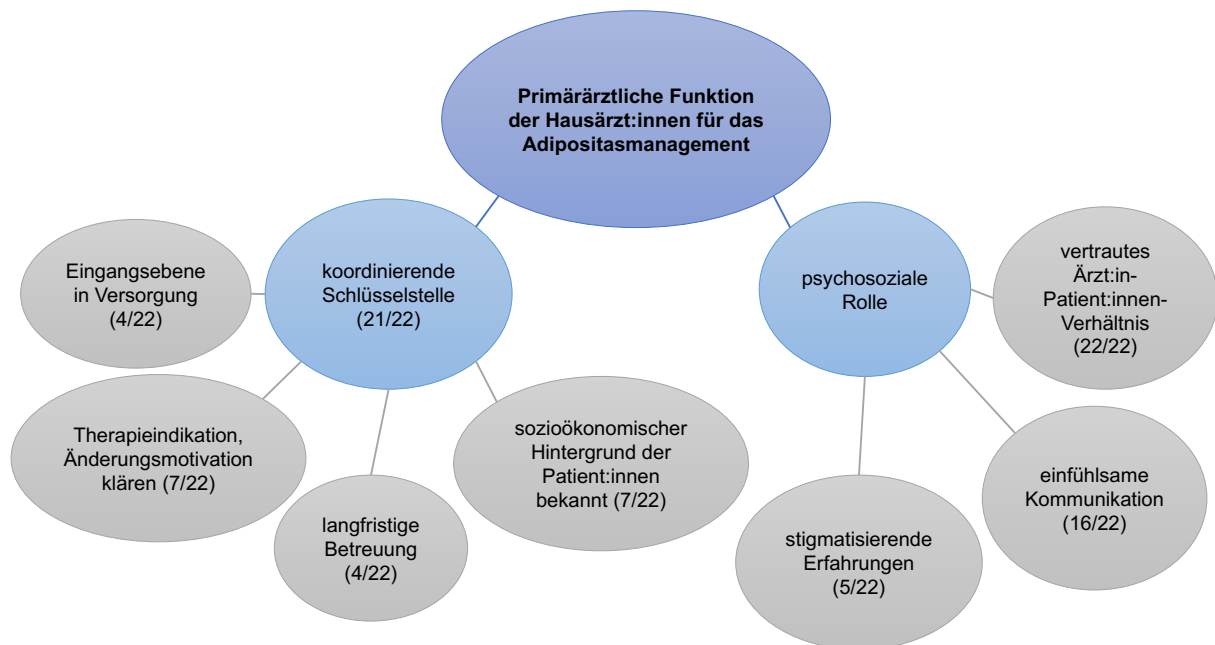 Primärärztliche Funktion
der Hausärzt:innen für das
Adipositasmanagement
Eingangsebene
in Versorgung
(4/22)
koordinierende
Schlüsselstelle
(21/22)
psychosoziale
Rolle
vertrautes
Ärzt:in-
Patient:innen-
Verhältnis
(22/22)
Therapieindikation,
Änderungsmotivation
klären (7/22)
langfristige
Betreuung
(4/22)
sozioökonomischer
Hintergrund der
Patient:innen
bekannt (7/22)
stigmatisierende
Erfahrungen
(5/22)
einfühlsame
Kommunikation
(16/22)